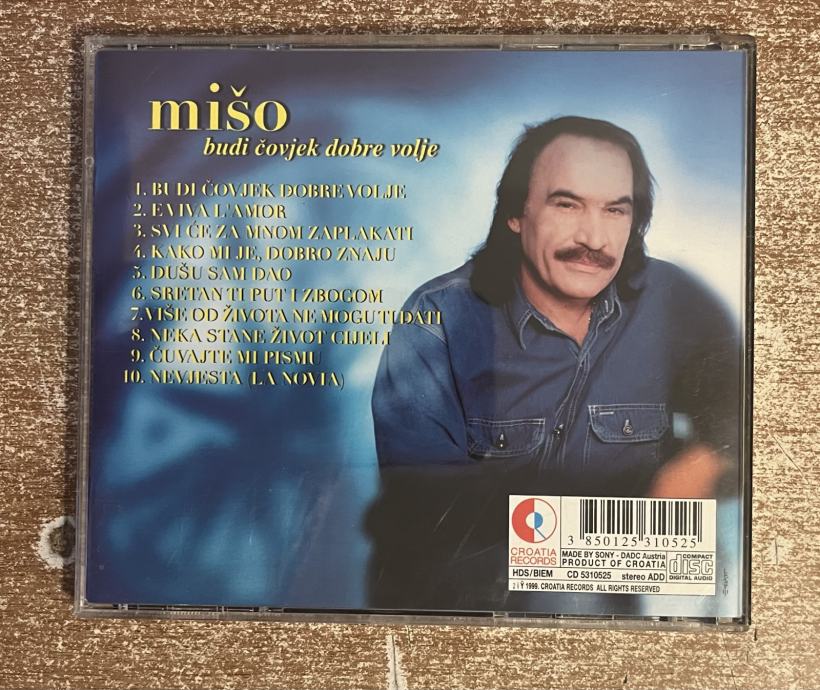 mišo
budi čovjek dobre volje
1. BUDI ČOVJEK DOBRE VOLJE
2. E VIVA L'AMOR
3. SVI ĆE ZA MNOM ZAPLAKATI
4. KAKO MI JE, DOBRO ZNAJU
5. DUŠU SAM DAO
6. SRETAN TI PUT I ZBOGOM
7. VIŠE OD ŽIVOTA NE MOGU TI DATI
8. NEKA STANE ŽIVOT CIJELI
9. ČUVAJTE MI PISMU
10. NEVJESTA (LA NOVIA)
CROATIA
RECORDS
3 850125 310525
MADE BY SONY - DADC Austria
PRODUCT OF CROATIA
COMPACT
disc
DIGITAL AUDIO
HDS/BIEM CD 5310525 stereo ADD
1999. CROATIA RECORDS ALL RIGHTS RESERVED